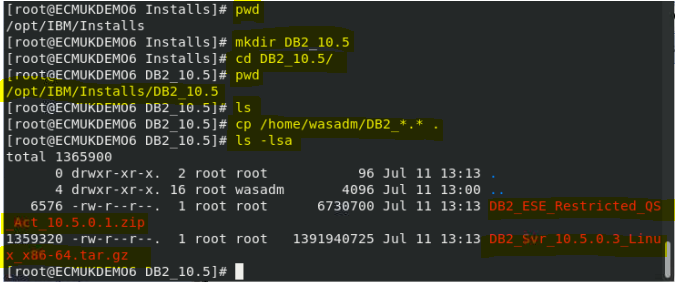 [root@ECMUKDEMO6 Installs]# pwd
/opt/IBM/Installs
[root@ECMUKDEMO6 Installs]# mkdir DB2_10.5
[root@ECMUKDEMO6 Installs]# cd DB2_10.5/
[root@ECMUKDEMO6 DB2_10.5]# pwd
/opt/IBM/Installs/DB2_10.5
[root@ECMUKDEMO6 DB2_10.5]# ls
[root@ECMUKDEMO6 DB2_10.5]# cp /home/wasadm/DB2_*.* .
[root@ECMUKDEMO6 DB2_10.5]# ls -lsa
total 1365900
      0 drwxr-xr-x.  2 root root           96 Jul 11 13:13 .
      4 drwxr-xr-x. 16 root wasadm       4096 Jul 11 13:00 ..
   6576 -rw-r--r--.  1 root root      6730700 Jul 11 13:13 DB2_ESE_Restricted_QS
_Act_10.5.0.1.zip
1359320 -rw-r--r--.  1 root root   1391940725 Jul 11 13:13 DB2_Svr_10.5.0.3_Linu
x_x86-64.tar.gz
[root@ECMUKDEMO6 DB2_10.5]#